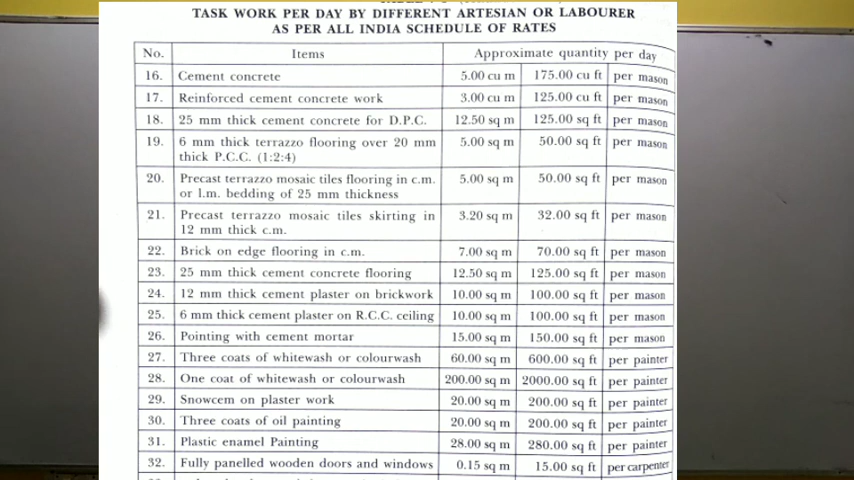 TASK WORK PER DAY BY DIFFERENT ARTESIAN OR LABOURER
AS PER ALL INDIA SCHEDULE OF RATES
No. Items Approximate quantity per day
16. Cement concrete 5.00 cu m 175.00 cu ft per mason
17. Reinforced cement concrete work 3.00 cu m 125.00 cu ft per mason
18. 25 mm thick cement concrete for D.P.C. 12.50 sq m 125.00 sq ft per mason
19. 6 mm thick terrazzo flooring over 20 mm 5.00 sq m 50.00 sq ft per mason
thick P.C.C. (1:2:4)
20. Precast terrazzo mosaic tiles flooring in c.m. 5.00 sq m 50.00 sq ft per mason
or l.m. bedding of 25 mm thickness
21. Precast terrazzo mosaic tiles skirting in 3.20 sq m 32.00 sq ft per mason
12 mm thick c.m.
22. Brick on edge flooring in c.m. 7.00 sq m 70.00 sq ft per mason
23. 25 mm thick cement concrete flooring 12.50 sq m 125.00 sq ft per mason
24. 12 mm thick cement plaster on brickwork 10.00 sq m 100.00 sq ft per mason
25. 6 mm thick cement plaster on R.C.C. ceiling 10.00 sq m 100.00 sq ft per mason
26. Pointing with cement mortar 15.00 sq m 150.00 sq ft per mason
27. Three coats of whitewash or colourwash 60.00 sq m 600.00 sq ft per painter
28. One coat of whitewash or colourwash 200.00 sq m 2000.00 sq ft per painter
29. Snowcem on plaster work 20.00 sq m 200.00 sq ft per painter
30. Three coats of oil painting 20.00 sq m 200.00 sq ft per painter
31. Plastic enamel Painting 28.00 sq m 280.00 sq ft per painter
32. Fully panelled wooden doors and windows 0.15 sq m 15.00 sq ft per carpenter